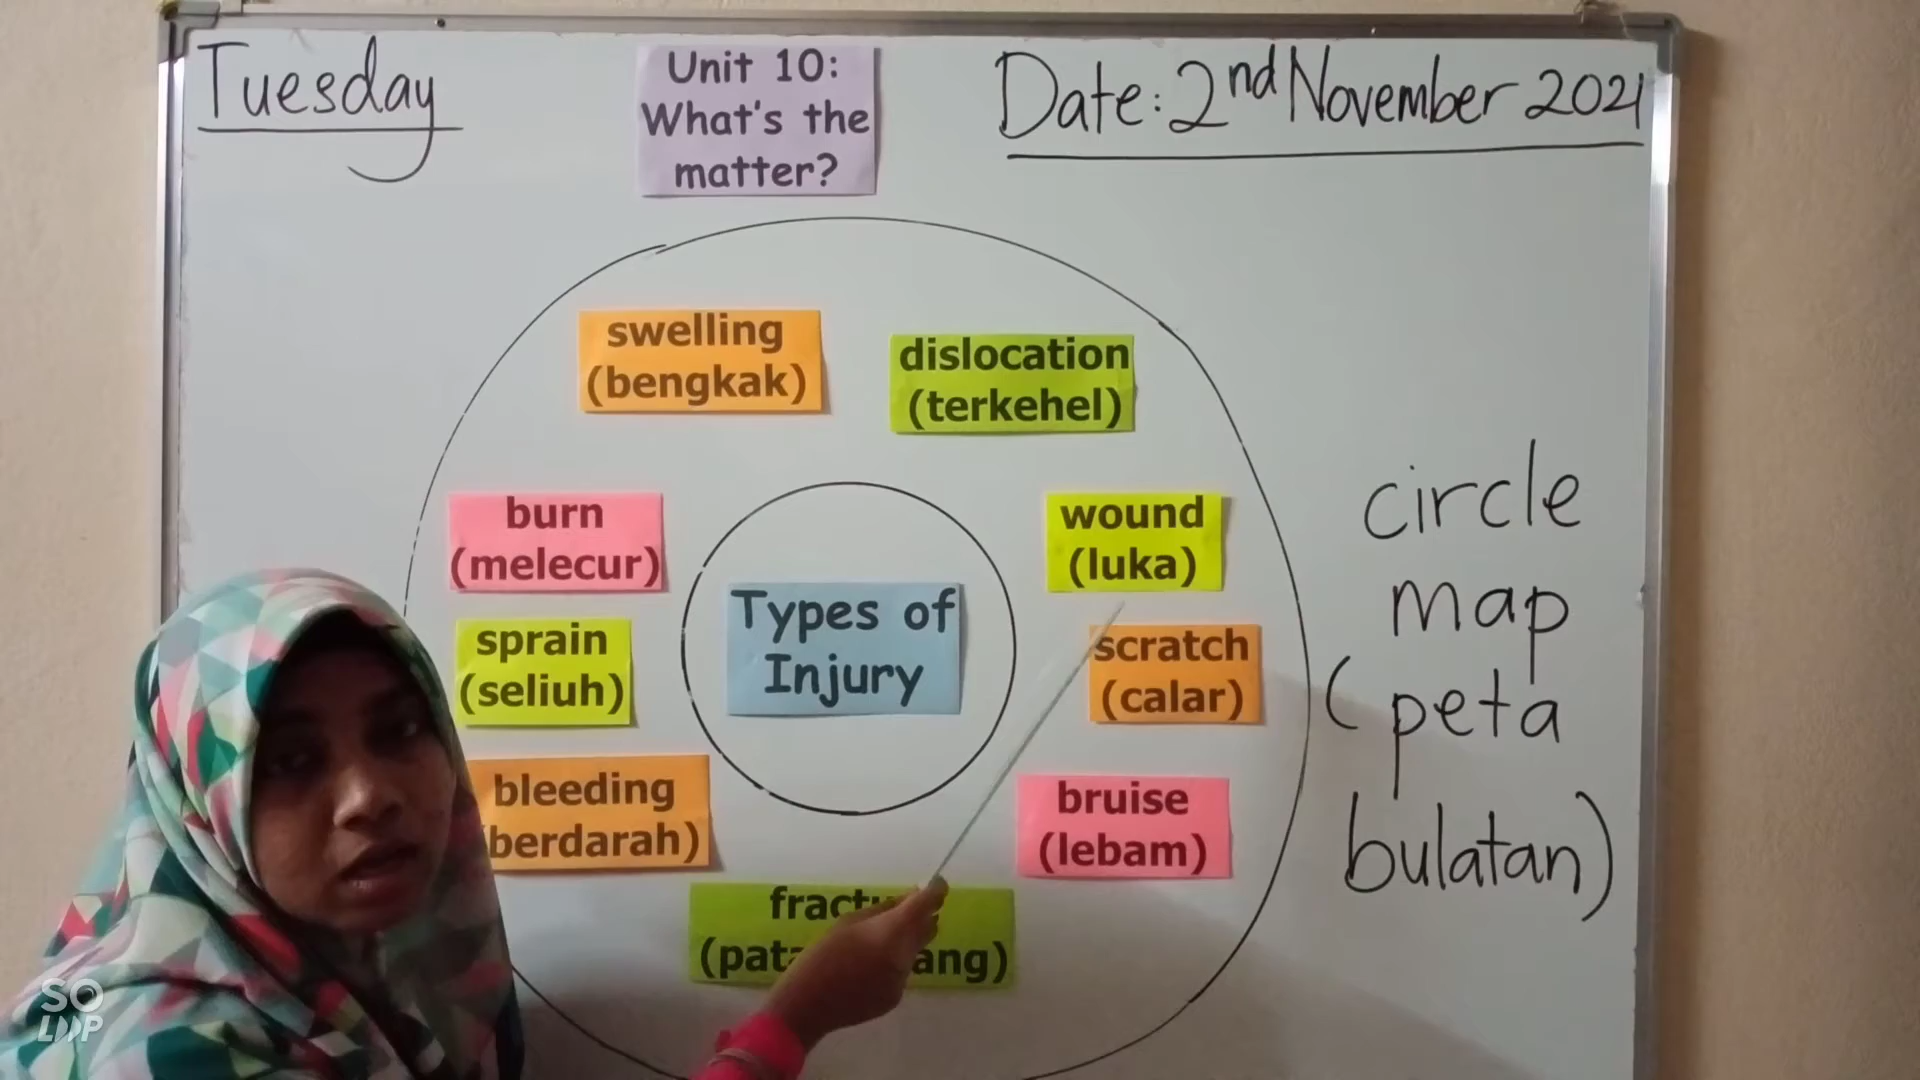 Tuesday
Unit 10:
What's the
matter?
Date: 2nd November 2021
swelling
(bengkak)
dislocation
(terkehel)
burn
(melecur)
wound
(luka)
Types of
Injury
sprain
(seliuh)
scratch
(calar)
bleeding
(berdarah)
bruise
(lebam)
circle
map
(peta
bulatan)
SO
LOOP